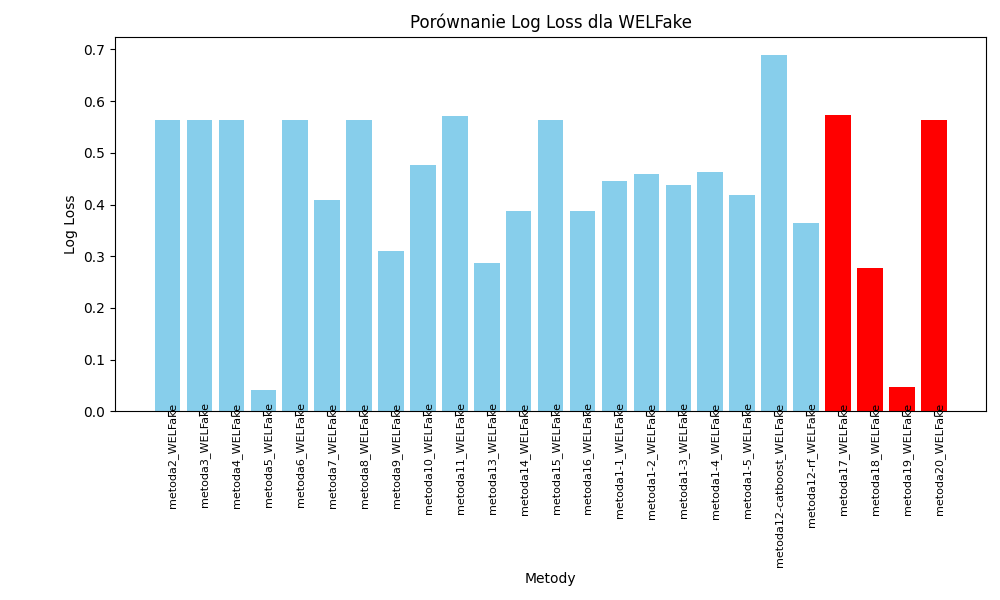 Porównanie Log Loss dla WELFake
Log Loss
0.7
0.6
0.5
0.4
0.3
0.2
0.1
0.0
metoda2_WELFake
metoda3_WELFake
metoda4_WELFake
metoda5_WELFake
metoda6_WELFake
metoda7_WELFake
metoda8_WELFake
metoda9_WELFake
metoda10_WELFake
metoda11_WELFake
metoda13_WELFake
metoda14_WELFake
metoda15_WELFake
metoda16_WELFake
metoda1-1_WELFake
metoda1-2_WELFake
metoda1-3_WELFake
metoda1-4_WELFake
metoda1-5_WELFake
metoda12-catboost_WELFake
metoda12-rf_WELFake
metoda17_WELFake
metoda18_WELFake
metoda19_WELFake
metoda20_WELFake
Metody